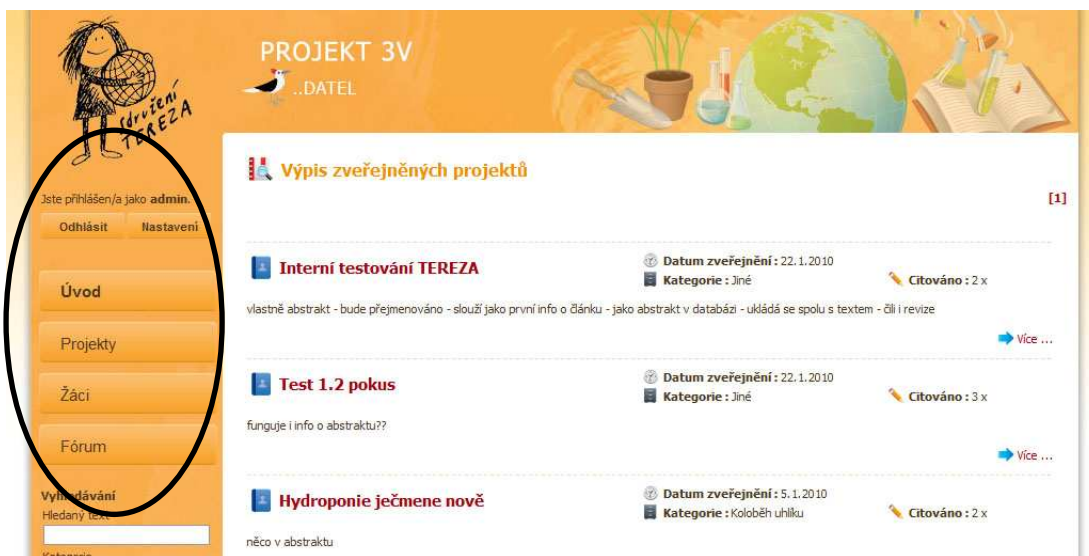 sdružení
TEREZA
PROJEKT 3V
..DATEL
Jste přihlášen/a jako admin.
Odhlásit Nastavení
Úvod
Projekty
Žáci
Fórum
Vyhledávání
Hledaný text
Kategorie
Výpis zveřejněných projektů
[1]
Interní testování TEREZA
Datum zveřejnění : 22.1.2010
Kategorie : Jiné
Citováno : 2 x
vlastně abstrakt - bude přejmenováno - slouží jako první info o článku - jako abstrakt v databázi - ukládá se spolu s textem - čili i revize
Více ...
Test 1.2 pokus
Datum zveřejnění : 22.1.2010
Kategorie : Jiné
Citováno : 3 x
funguje i info o abstraktu??
Více ...
Hydroponie ječmene nově
Datum zveřejnění : 5.1.2010
Kategorie : Koloběh uhlíku
Citováno : 2 x
něco v abstraktu